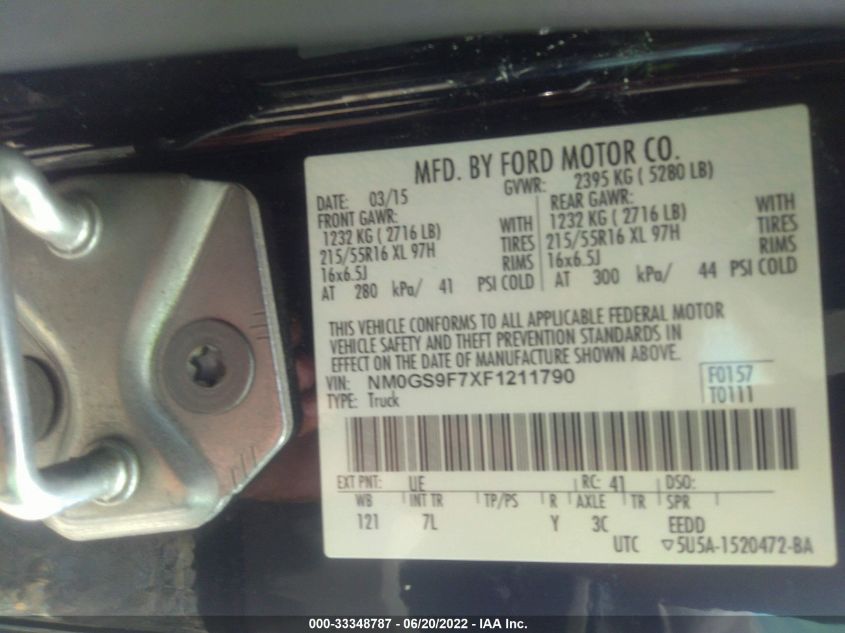 MFD. BY FORD MOTOR CO.
DATE: 03/15 GVWR: 2395 KG ( 5280 LB)
FRONT GAWR: REAR GAWR:
1232 KG ( 2716 LB) WITH 1232 KG ( 2716 LB) WITH
215/55R16 XL 97H TIRES 215/55R16 XL 97H TIRES
16x6.5J RIMS 16x6.5J RIMS
AT 280 kPa/ 41 PSI COLD AT 300 kPa/ 44 PSI COLD
THIS VEHICLE CONFORMS TO ALL APPLICABLE FEDERAL MOTOR
VEHICLE SAFETY AND THEFT PREVENTION STANDARDS IN
EFFECT ON THE DATE OF MANUFACTURE SHOWN ABOVE.
VIN: NM0GS9F7XF1211790 F0157
TYPE: Truck T0111
EXT PNT: UE RC: 41 DSO:
WB INT TR TP/PS R AXLE TR SPR
121 7L Y 3C EEDD
UTC ▽5U5A-1520472-BA
000-33348787 - 06/20/2022 - IAA Inc.